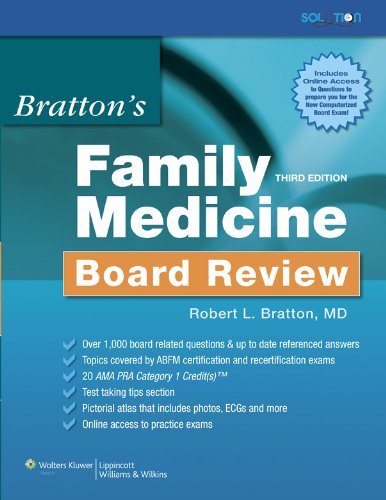 SOLUTION
Includes
Online Access
to Questions to
prepare you for the
New Computerized
Board Exam!
Bratton's
Family
THIRD EDITION
Medicine
Board Review
Robert L. Bratton, MD
Over 1,000 board related questions & up to date referenced answers
Topics covered by ABFM certification and recertification exams
20 AMA PRA Category 1 Credit(s)™
Test taking tips section
Pictorial atlas that includes photos, ECGs and more
Online access to practice exams
Wolters Kluwer | Lippincott
Williams & Wilkins